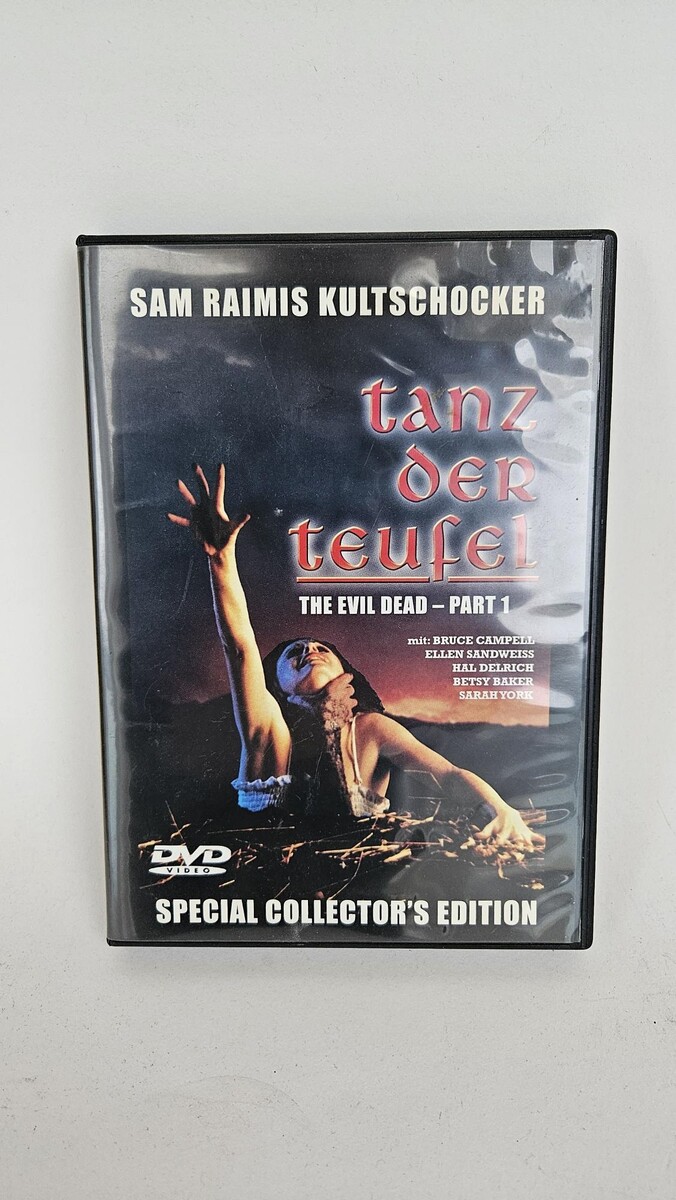 SAM RAIMIS KULTSCHOCKER
tanz
der
teufel
THE EVIL DEAD – PART 1
mit: BRUCE CAMPELL
ELLEN SANDWEISS
HAL DELRICH
BETSY BAKER
SARAH YORK
DVD
VIDEO
SPECIAL COLLECTOR'S EDITION